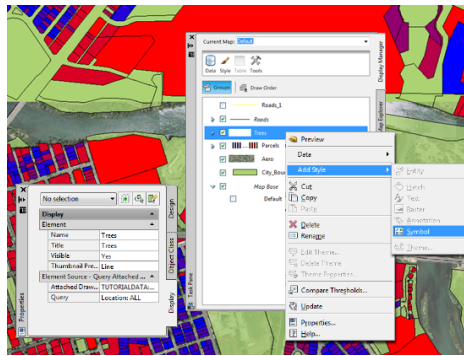 Current Map: Default
Data Style Table Tools
Groups Draw Order
Roads_1
Roads
Trees
Parcels
Aero
City_Boun
Map Base
Default
Display Manager
Map Explorer
Task Pane
Preview
Data
Add Style
Cut
Copy
Paste
Delete
Rename
Edit Theme...
Delete Theme
Theme Properties...
Compare Thresholds...
Update
Properties...
Help...
Entity
Hatch
Text
Raster
Annotation
Symbol
Theme...
No selection
Display
Element
Name Trees
Title Trees
Visible Yes
Thumbnail Pre... Line
Element Source - Query Attached ...
Attached Draw... TUTORIALDATA:...
Query Location: ALL
Design
Object Class
Display
Properties